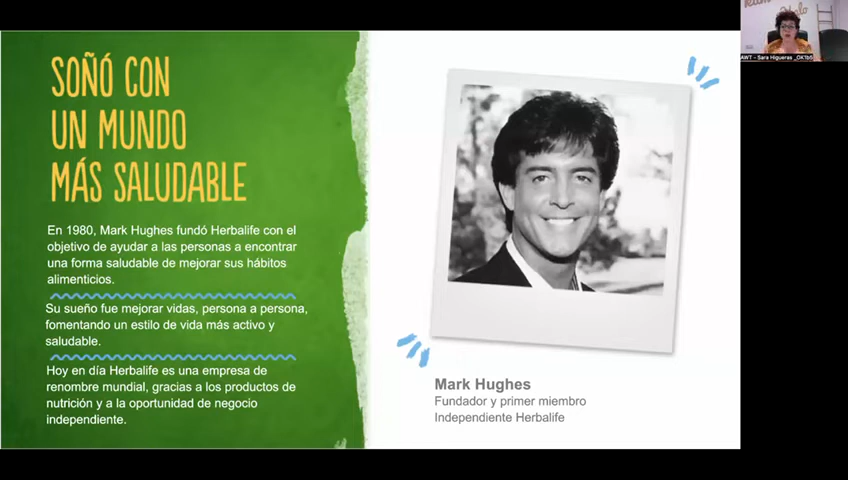 SOÑÓ CON
UN MUNDO
MÁS SALUDABLE
En 1980, Mark Hughes fundó Herbalife con el
objetivo de ayudar a las personas a encontrar
una forma saludable de mejorar sus hábitos
alimenticios.
Su sueño fue mejorar vidas, persona a persona,
fomentando un estilo de vida más activo y
saludable.
Hoy en día Herbalife es una empresa de
renombre mundial, gracias a los productos de
nutrición y a la oportunidad de negocio
independiente.
Mark Hughes
Fundador y primer miembro
Independiente Herbalife
AWT - Sara Higueras